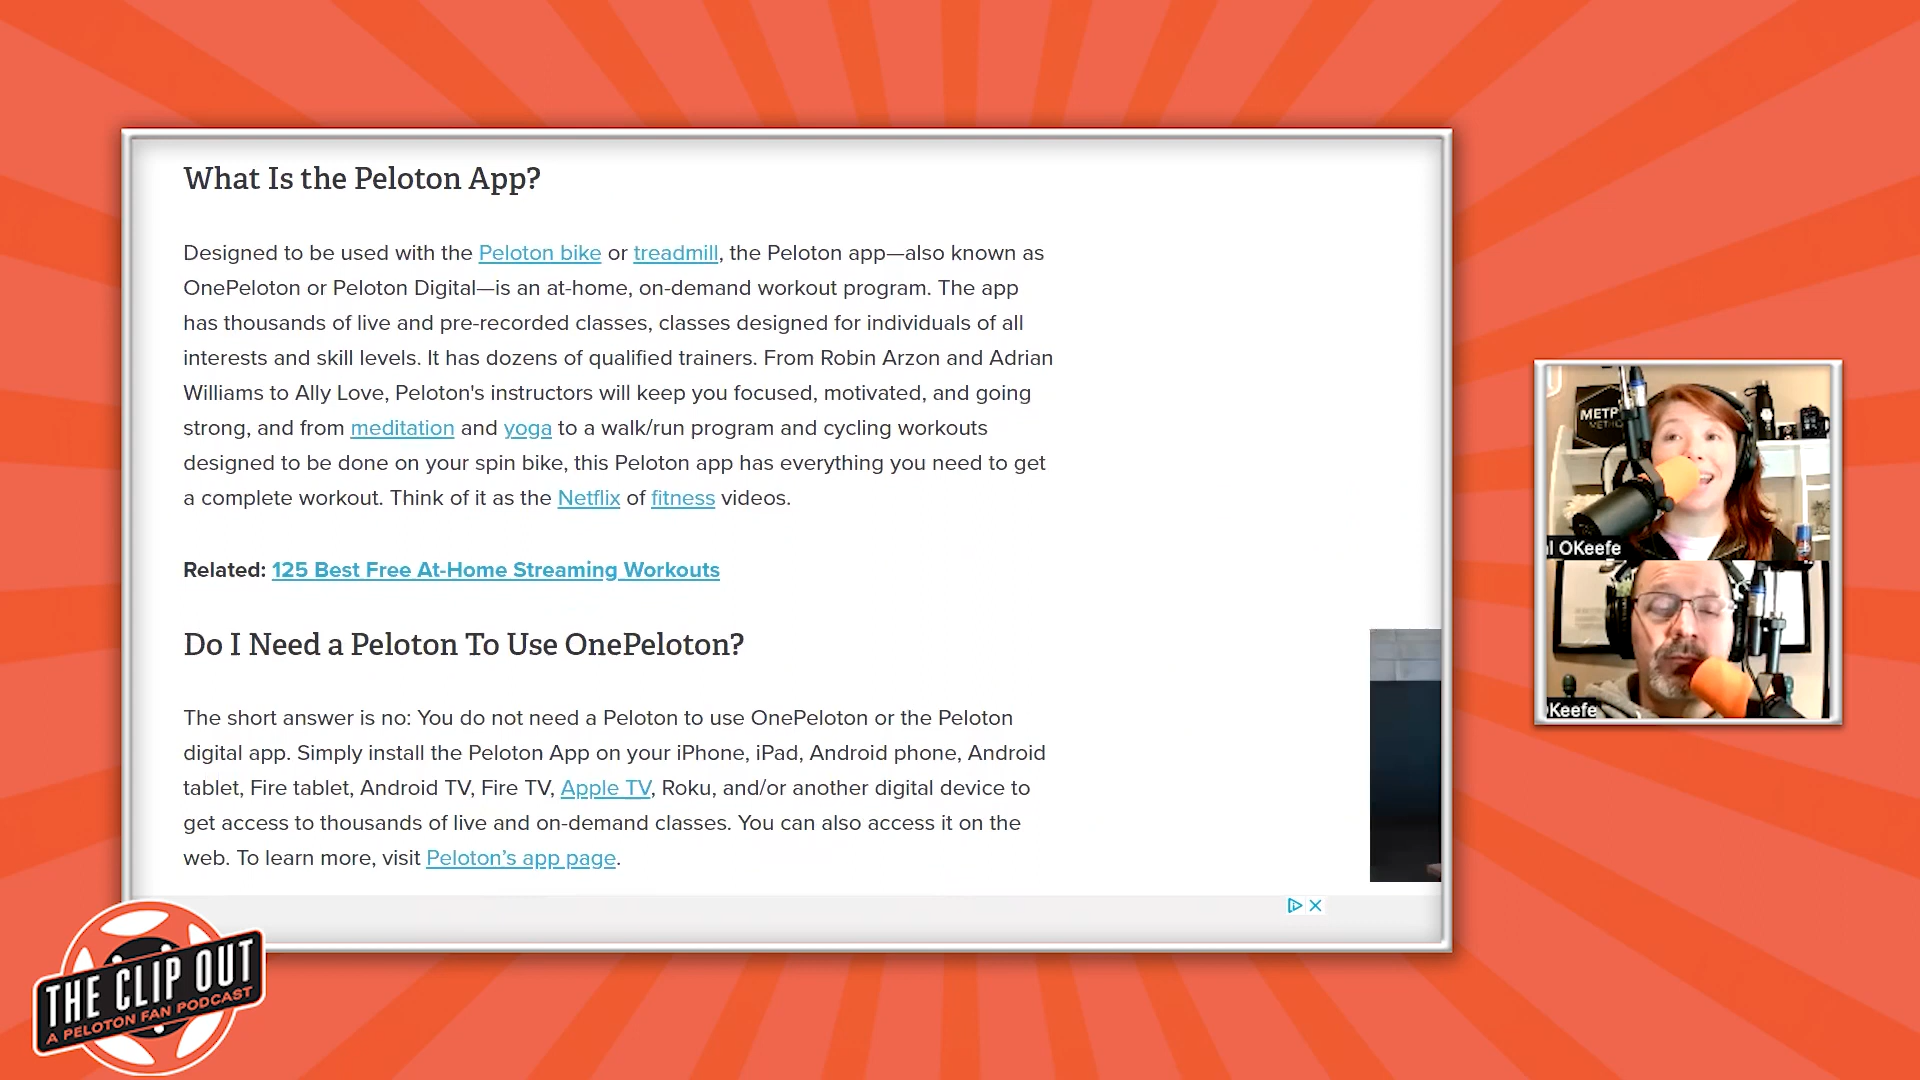 What Is the Peloton App?
Designed to be used with the Peloton bike or treadmill, the Peloton app—also known as
OnePeloton or Peloton Digital—is an at-home, on-demand workout program. The app
has thousands of live and pre-recorded classes, classes designed for individuals of all
interests and skill levels. It has dozens of qualified trainers. From Robin Arzon and Adrian
Williams to Ally Love, Peloton's instructors will keep you focused, motivated, and going
strong, and from meditation and yoga to a walk/run program and cycling workouts
designed to be done on your spin bike, this Peloton app has everything you need to get
a complete workout. Think of it as the Netflix of fitness videos.
Related: 125 Best Free At-Home Streaming Workouts
Do I Need a Peloton To Use OnePeloton?
The short answer is no: You do not need a Peloton to use OnePeloton or the Peloton
digital app. Simply install the Peloton App on your iPhone, iPad, Android phone, Android
tablet, Fire tablet, Android TV, Fire TV, Apple TV, Roku, and/or another digital device to
get access to thousands of live and on-demand classes. You can also access it on the
web. To learn more, visit Peloton’s app page.
METP
METHO
l OKeefe
Keefe
THE CLIP OUT
A PELOTON FAN PODCAST